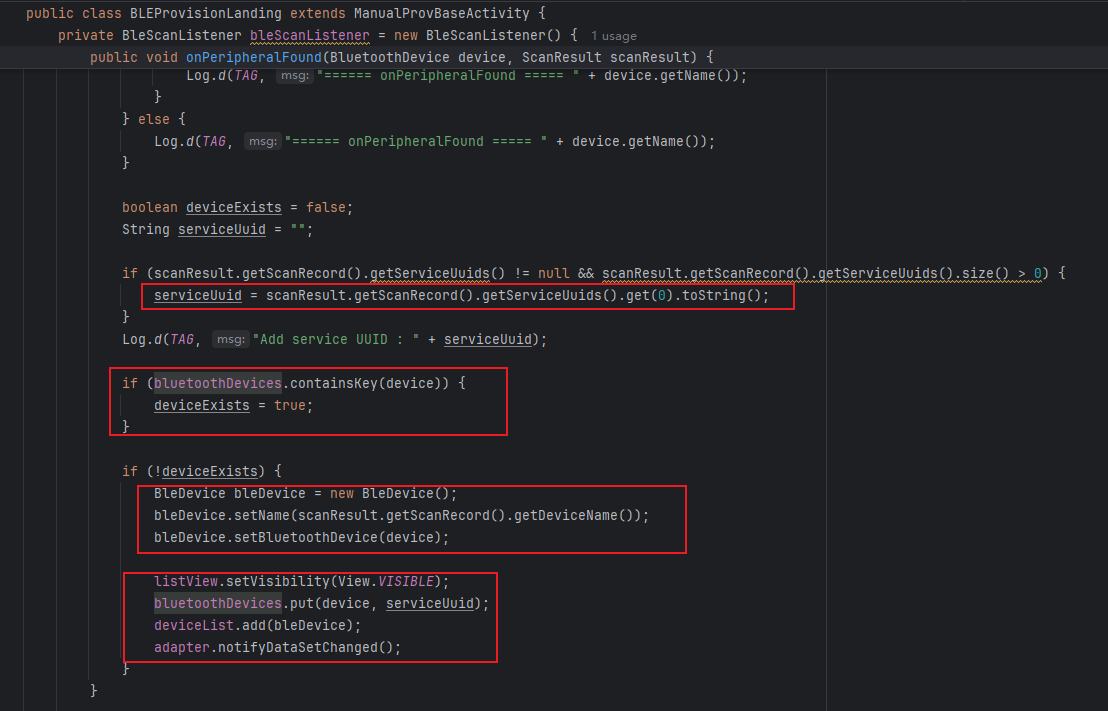 public class BLEProvisionLanding extends ManualProvBaseActivity {
private BleScanListener bleScanListener = new BleScanListener() { 1 usage
public void onPeripheralFound(BluetoothDevice device, ScanResult scanResult) {
Log.d(TAG, msg: "====== onPeripheralFound ===== " + device.getName());
}
} else {
Log.d(TAG, msg: "====== onPeripheralFound ===== " + device.getName());
}
boolean deviceExists = false;
String serviceUuid = "";
if (scanResult.getScanRecord().getServiceUuids() != null && scanResult.getScanRecord().getServiceUuids().size() > 0) {
serviceUuid = scanResult.getScanRecord().getServiceUuids().get(0).toString();
}
Log.d(TAG, msg: "Add service UUID : " + serviceUuid);
if (bluetoothDevices.containsKey(device)) {
deviceExists = true;
}
if (!deviceExists) {
BleDevice bleDevice = new BleDevice();
bleDevice.setName(scanResult.getScanRecord().getDeviceName());
bleDevice.setBluetoothDevice(device);
listView.setVisibility(View.VISIBLE);
bluetoothDevices.put(device, serviceUuid);
deviceList.add(bleDevice);
adapter.notifyDataSetChanged();
}
}